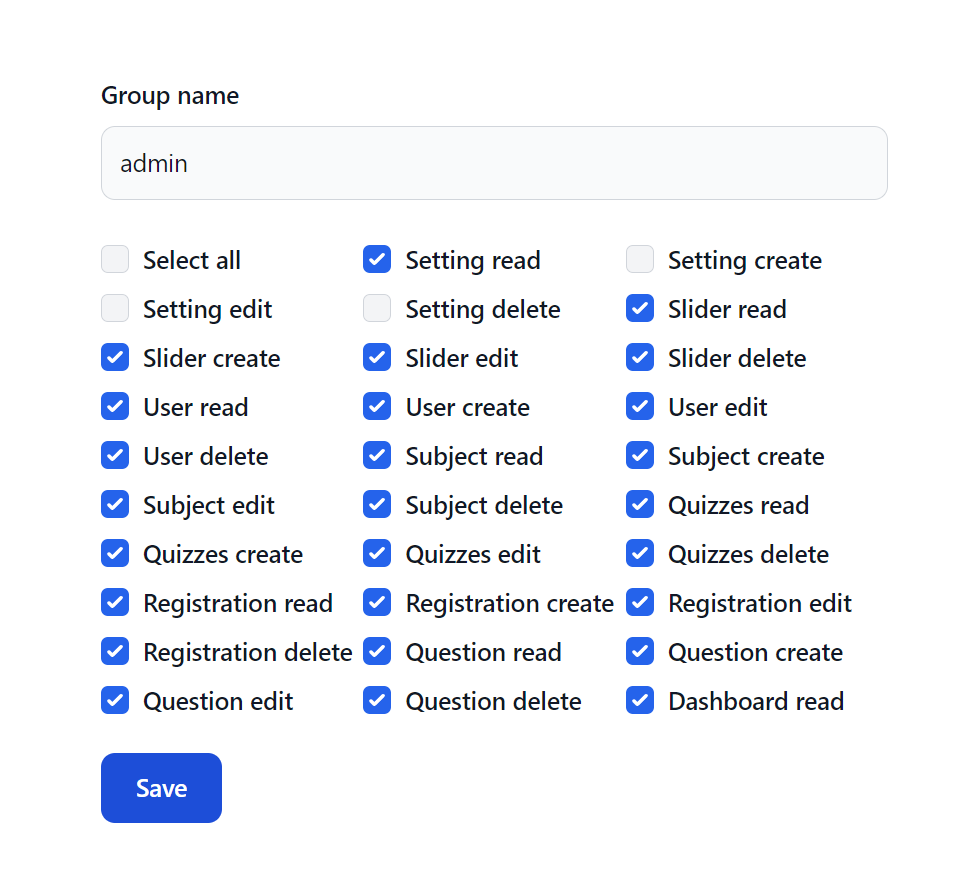 Group name
admin
Select all Setting read Setting create
Setting edit Setting delete Slider read
Slider create Slider edit Slider delete
User read User create User edit
User delete Subject read Subject create
Subject edit Subject delete Quizzes read
Quizzes create Quizzes edit Quizzes delete
Registration read Registration create Registration edit
Registration delete Question read Question create
Question edit Question delete Dashboard read
Save